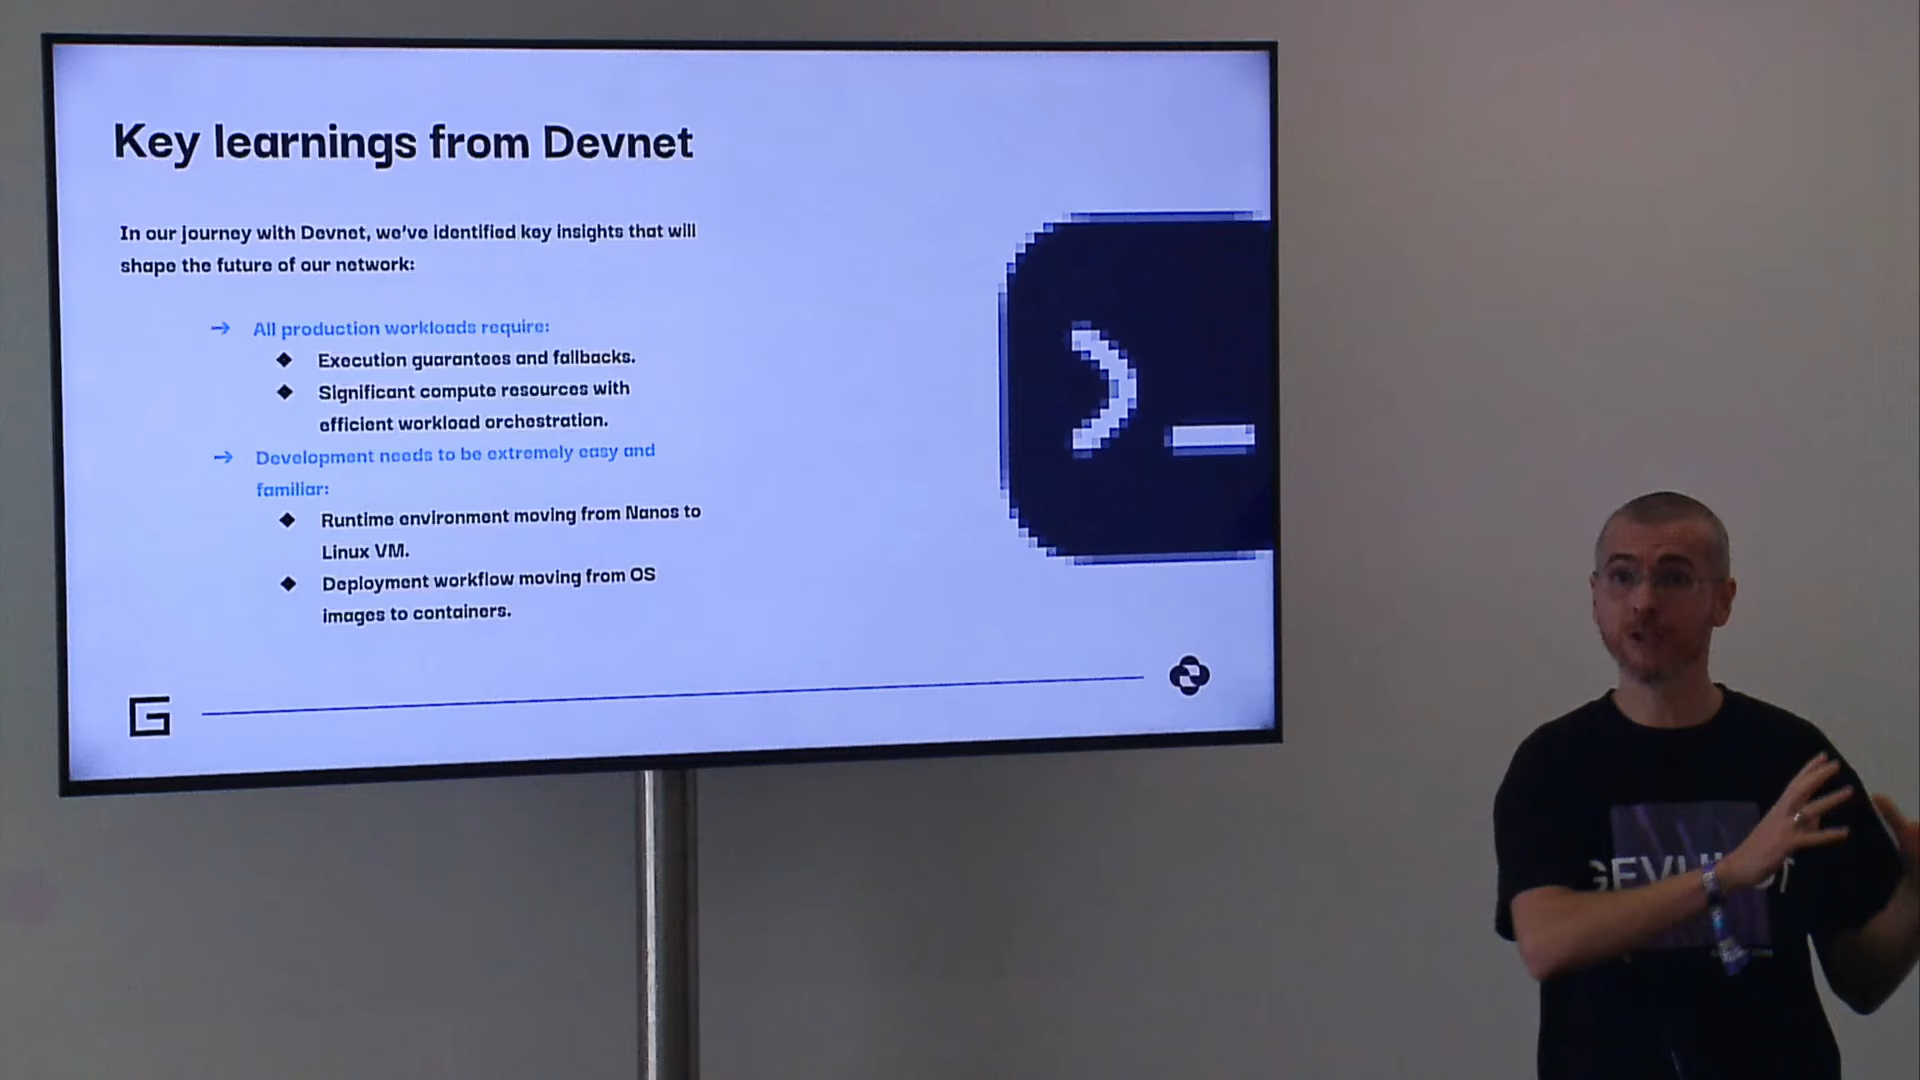 Key learnings from Devnet
In our journey with Devnet, we've identified key insights that will
shape the future of our network:
→ All production workloads require:
◆ Execution guarantees and fallbacks.
◆ Significant compute resources with
efficient workload orchestration.
→ Development needs to be extremely easy and
familiar:
◆ Runtime environment moving from Nanos to
Linux VM.
◆ Deployment workflow moving from OS
images to containers.